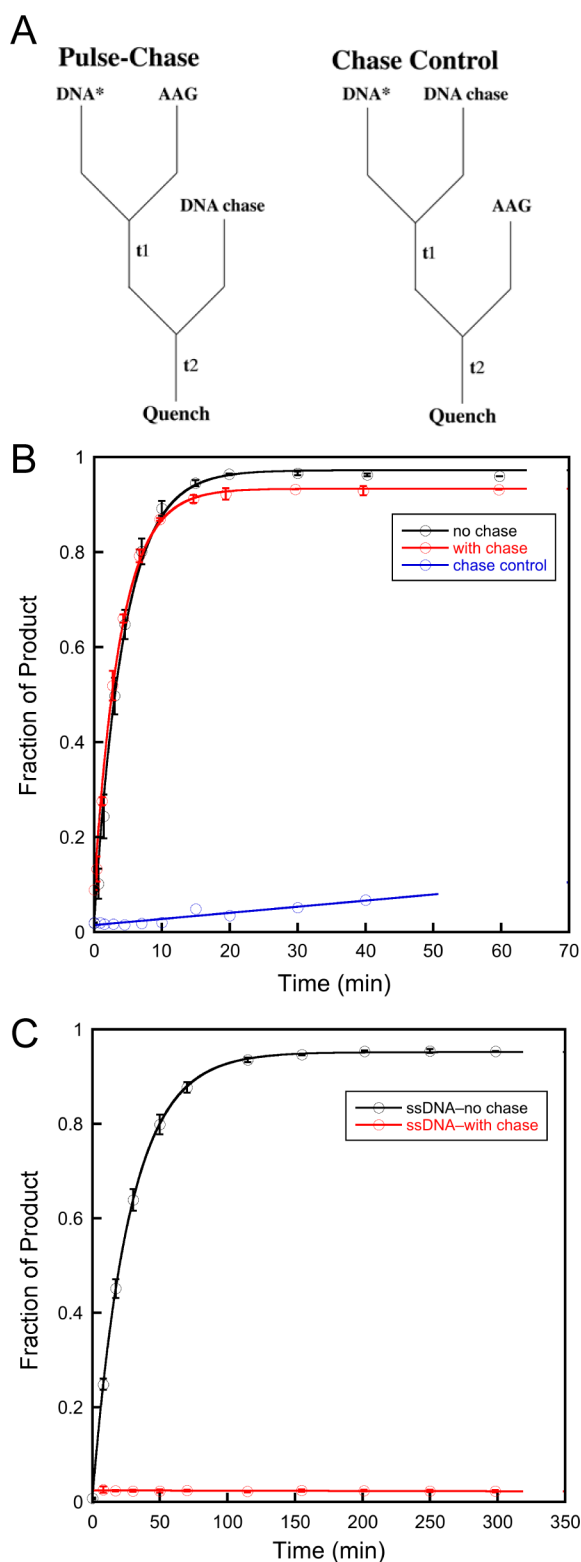 A
Pulse-Chase
Chase Control
DNA*
AAG
DNA*
DNA chase
DNA chase
AAG
t1
t1
t2
t2
Quench
Quench
B
1
0.8
0.6
0.4
0.2
0
Fraction of Product
no chase
with chase
chase control
0 10 20 30 40 50 60 70
Time (min)
C
1
0.8
0.6
0.4
0.2
0
Fraction of Product
ssDNA–no chase
ssDNA–with chase
0 50 100 150 200 250 300 350
Time (min)